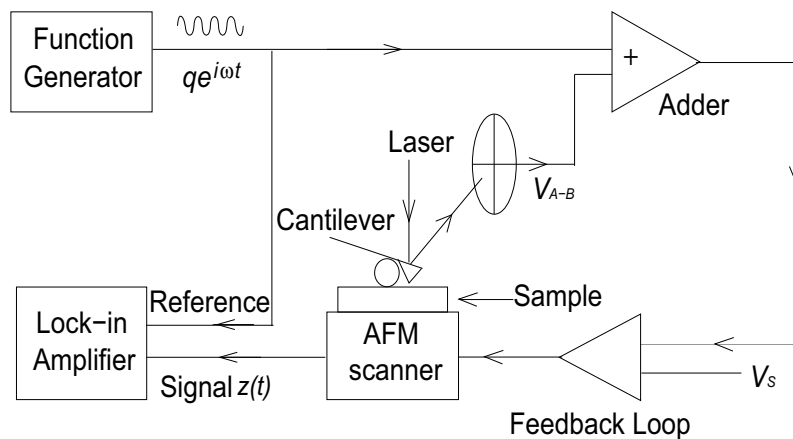 Function
Generator
qe^{iωt}
+
Adder
Laser
V_{A−B}
Cantilever
Sample
Reference
Lock−in
Amplifier
AFM
scanner
Signal z(t)
V_S
Feedback Loop